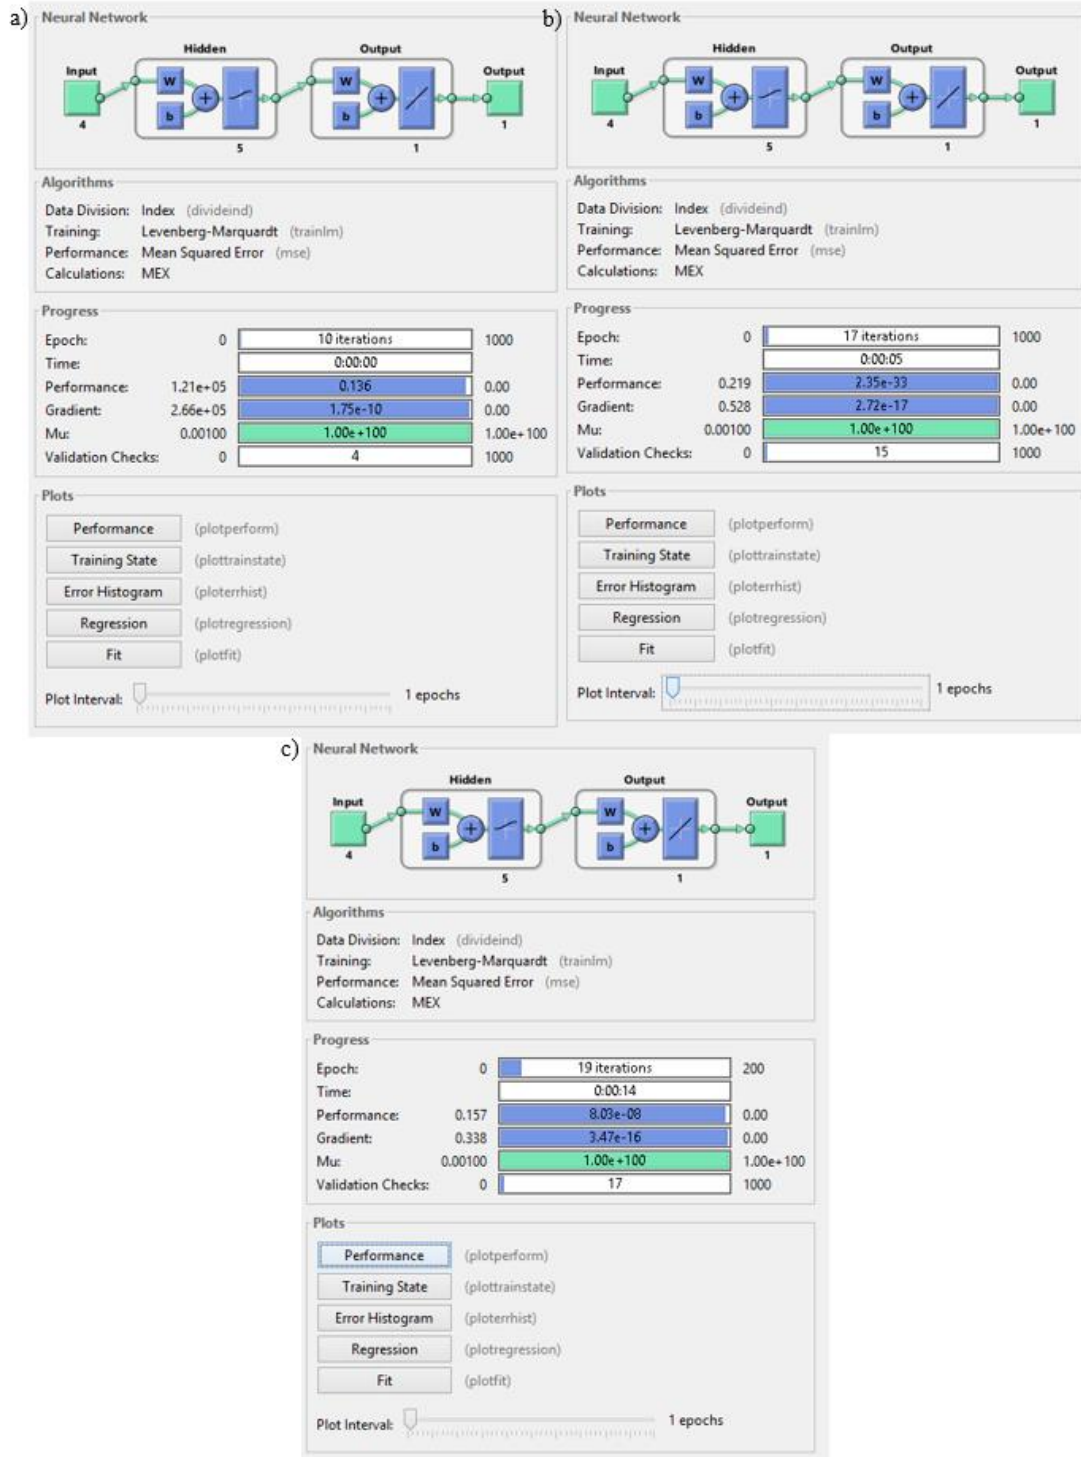 a)
Neural Network
Hidden
Output
Input
Output
W
b
+
W
b
+
4
5
1
1
Algorithms
Data Division: Index (divideind)
Training: Levenberg-Marquardt (trainlm)
Performance: Mean Squared Error (mse)
Calculations: MEX
Progress
Epoch: 0 10 iterations 1000
Time: 0:00:00
Performance: 1.21e+05 0.136 0.00
Gradient: 2.66e+05 1.75e-10 0.00
Mu: 0.00100 1.00e+100 1.00e+100
Validation Checks: 0 4 1000
Plots
Performance (plotperform)
Training State (plottrainstate)
Error Histogram (ploterrhist)
Regression (plotregression)
Fit (plotfit)
Plot Interval: 1 epochs
b)
Neural Network
Hidden
Output
Input
Output
W
b
+
W
b
+
4
5
1
1
Algorithms
Data Division: Index (divideind)
Training: Levenberg-Marquardt (trainlm)
Performance: Mean Squared Error (mse)
Calculations: MEX
Progress
Epoch: 0 17 iterations 1000
Time: 0:00:05
Performance: 0.219 2.35e-33 0.00
Gradient: 0.528 2.72e-17 0.00
Mu: 0.00100 1.00e+100 1.00e+100
Validation Checks: 0 15 1000
Plots
Performance (plotperform)
Training State (plottrainstate)
Error Histogram (ploterrhist)
Regression (plotregression)
Fit (plotfit)
Plot Interval: 1 epochs
c)
Neural Network
Hidden
Output
Input
Output
W
b
+
W
b
+
4
5
1
1
Algorithms
Data Division: Index (divideind)
Training: Levenberg-Marquardt (trainlm)
Performance: Mean Squared Error (mse)
Calculations: MEX
Progress
Epoch: 0 19 iterations 200
Time: 0:00:14
Performance: 0.157 8.03e-08 0.00
Gradient: 0.338 3.47e-16 0.00
Mu: 0.00100 1.00e+100 1.00e+100
Validation Checks: 0 17 1000
Plots
Performance (plotperform)
Training State (plottrainstate)
Error Histogram (ploterrhist)
Regression (plotregression)
Fit (plotfit)
Plot Interval: 1 epochs